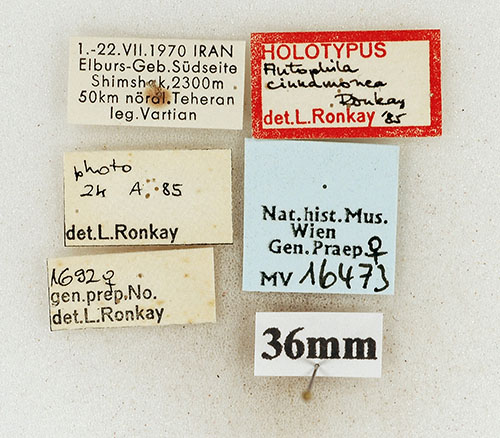 1.-22.VII.1970 IRAN
Elburs-Geb.Südseite
Shimshak,2300m
50km nördl.Teheran
leg.Vartian
HOLOTYPUS
Autophila
cinnamonea
Ronkay
det.L.Ronkay '85
photo
24 A 85
det.L.Ronkay
Nat.hist.Mus.
Wien
Gen.Praep.♀
MV 16473
1692♀
gen.prep.No.
det.L.Ronkay
36mm